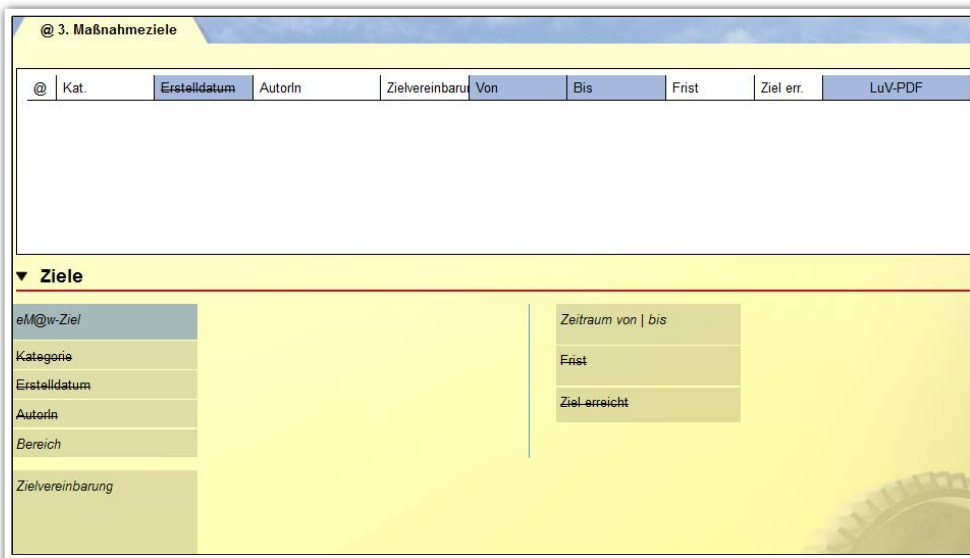 @ 3. Maßnahmeziele
@ Kat. Erstelldatum AutorIn Zielvereinbaru Von Bis Frist Ziel err. LuV-PDF
Ziele
eM@w-Ziel
Zeitraum von | bis
Kategorie
Frist
Erstelldatum
Ziel erreicht
AutorIn
Bereich
Zielvereinbarung